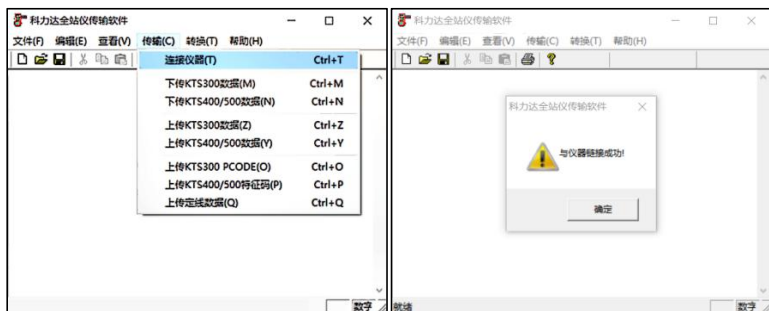 科力达全站仪传输软件
文件(F) 编辑(E) 查看(V) 传输(C) 转换(T) 帮助(H)
连接仪器(T) Ctrl+T
下传KTS300数据(M) Ctrl+M
下传KTS400/500数据(N) Ctrl+N
上传KTS300数据(Z) Ctrl+Z
上传KTS400/500数据(Y) Ctrl+Y
上传KTS300 PCODE(O) Ctrl+O
上传KTS400/500特征码(P) Ctrl+P
上传定线数据(Q) Ctrl+Q
数字
科力达全站仪传输软件
文件(F) 编辑(E) 查看(V) 传输(C) 转换(T) 帮助(H)
科力达全站仪传输软件
与仪器链接成功!
确定
就绪 数字